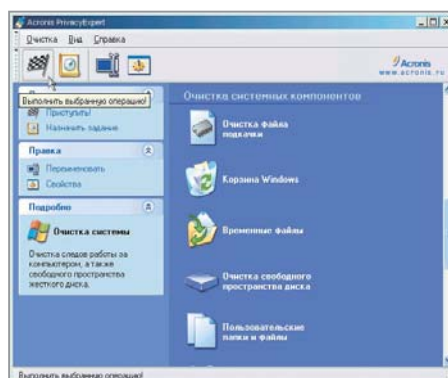 Acronis PrivacyExpert
Очистка Вид Справка
Acronis
www.acronis.ru
Выполнить выбранную операцию!
Приступить!
Назначить задание
Правка
Переименовать
Свойства
Подробно
Очистка системы
Очистка следов работы за
компьютером, а также
свободного пространства
жесткого диска.
Очистка системных компонентов
Очистка файла
подкачки
Корзина Windows
Временные файлы
Очистка свободного
пространства диска
Пользовательские
папки и файлы
Выполнить выбранную операцию!